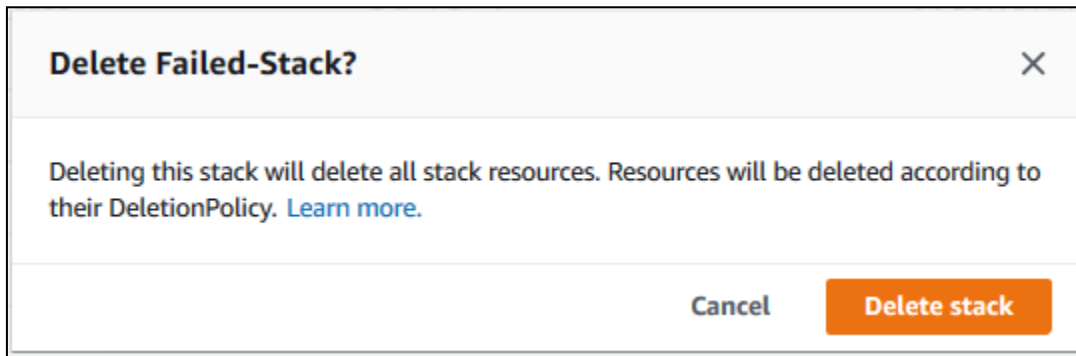 Delete Failed-Stack?
Deleting this stack will delete all stack resources. Resources will be deleted according to
their DeletionPolicy. Learn more.
Cancel Delete stack